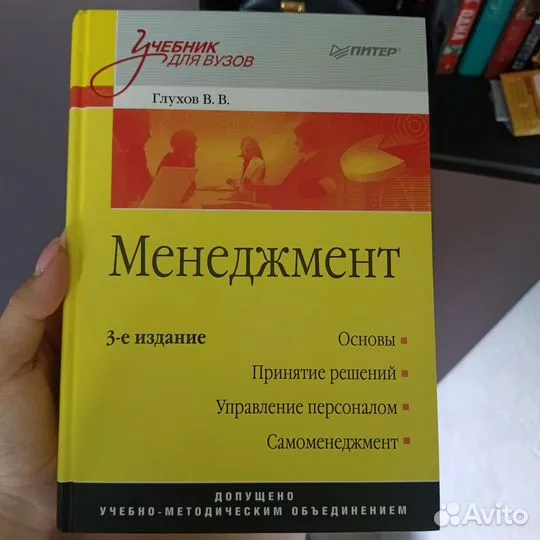 Учебник
для вузов
ПИТЕР
Глухов В. В.
Менеджмент
3-е издание
Основы
Принятие решений
Управление персоналом
Самоменеджмент
ДОПУЩЕНО
УЧЕБНО-МЕТОДИЧЕСКИМ ОБЪЕДИНЕНИЕМ
Avito